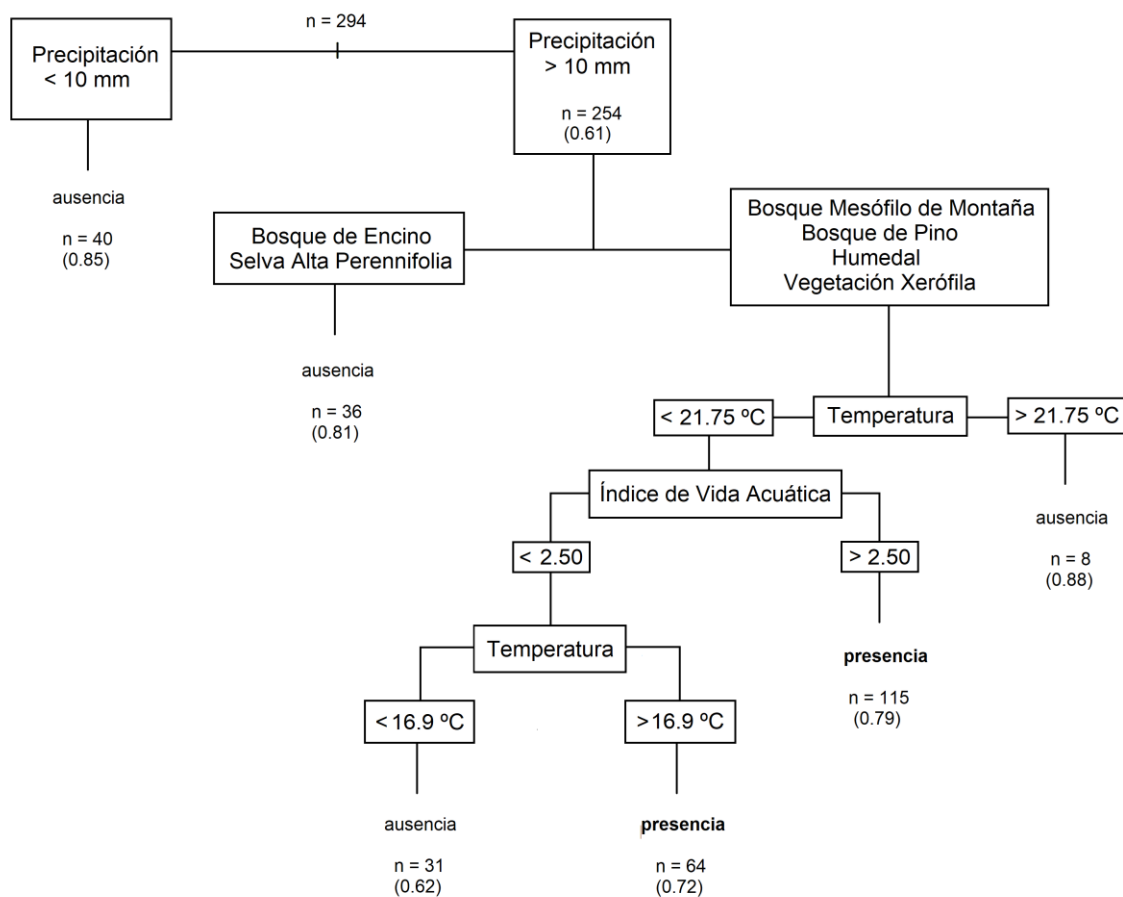 n = 294
Precipitación
< 10 mm
Precipitación
> 10 mm
n = 254
(0.61)
ausencia
n = 40
(0.85)
Bosque de Encino
Selva Alta Perennifolia
Bosque Mesófilo de Montaña
Bosque de Pino
Humedal
Vegetación Xerófila
ausencia
n = 36
(0.81)
< 21.75 ºC
Temperatura
> 21.75 ºC
Índice de Vida Acuática
ausencia
n = 8
(0.88)
< 2.50
> 2.50
Temperatura
presencia
n = 115
(0.79)
< 16.9 ºC
>16.9 ºC
ausencia
n = 31
(0.62)
presencia
n = 64
(0.72)